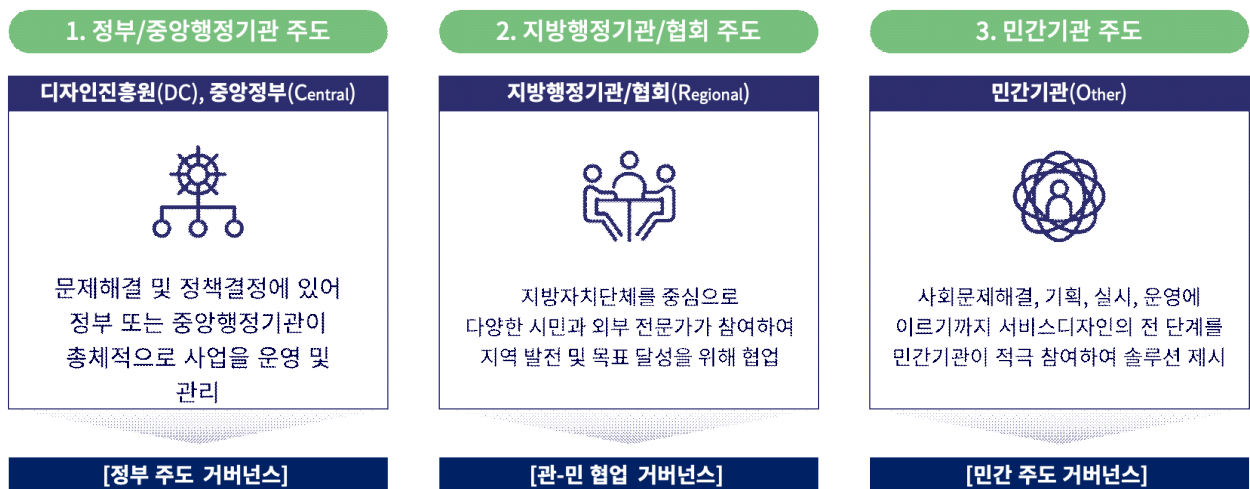 1. 정부/중앙행정기관 주도
디자인진흥원(DC), 중앙정부(Central)
문제해결 및 정책결정에 있어
정부 또는 중앙행정기관이
총체적으로 사업을 운영 및
관리
[정부 주도 거버넌스]
2. 지방행정기관/협회 주도
지방행정기관/협회(Regional)
지방자치단체를 중심으로
다양한 시민과 외부 전문가가 참여하여
지역 발전 및 목표 달성을 위해 협업
[관-민 협업 거버넌스]
3. 민간기관 주도
민간기관(Other)
사회문제해결, 기획, 실시, 운영에
이르기까지 서비스디자인의 전 단계를
민간기관이 적극 참여하여 솔루션 제시
[민간 주도 거버넌스]